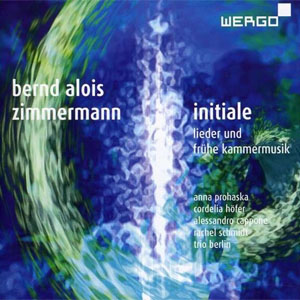 WERGO
bernd alois
zimmermann
initiale
lieder und
frühe kammermusik
anna prohaska
cordelia höfer
alessandro cappone
rachel schmidt
trio berlin